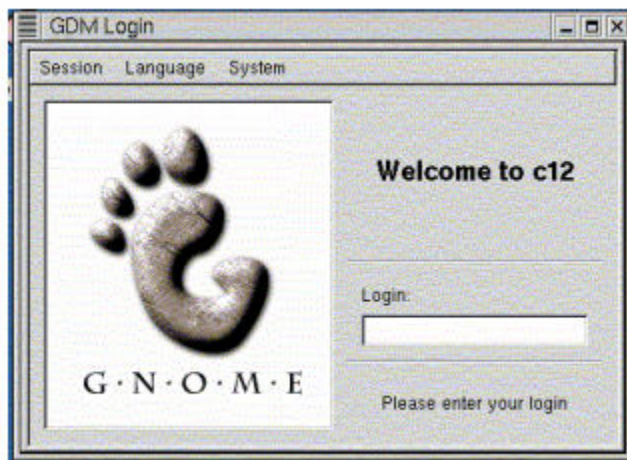 GDM Login
Session Language System
Welcome to c12
Login:
G·N·O·M·E
Please enter your login